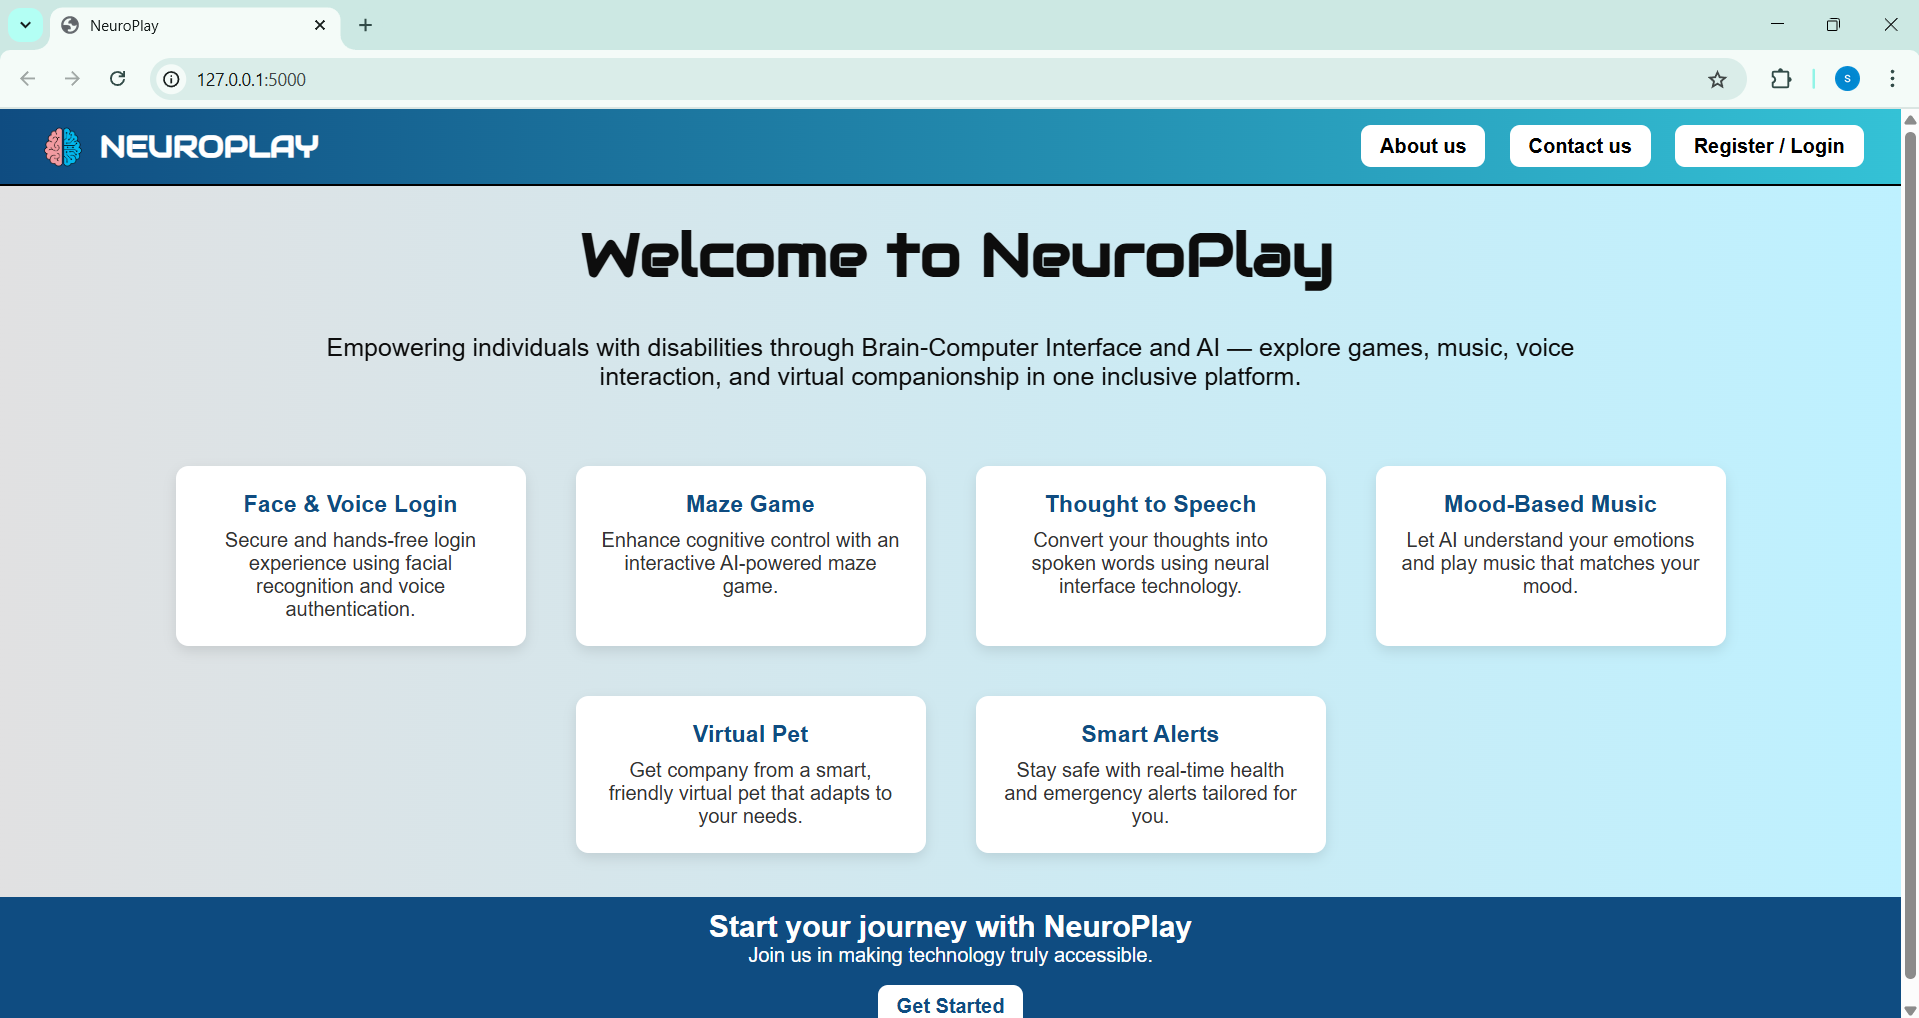 NeuroPlay
127.0.0.1:5000
S
NEUROPLAY
About us
Contact us
Register / Login
Welcome to NeuroPlay
Empowering individuals with disabilities through Brain-Computer Interface and AI — explore games, music, voice
interaction, and virtual companionship in one inclusive platform.
Face & Voice Login
Secure and hands-free login
experience using facial
recognition and voice
authentication.
Maze Game
Enhance cognitive control with an
interactive AI-powered maze
game.
Thought to Speech
Convert your thoughts into
spoken words using neural
interface technology.
Mood-Based Music
Let AI understand your emotions
and play music that matches your
mood.
Virtual Pet
Get company from a smart,
friendly virtual pet that adapts to
your needs.
Smart Alerts
Stay safe with real-time health
and emergency alerts tailored for
you.
Start your journey with NeuroPlay
Join us in making technology truly accessible.
Get Started